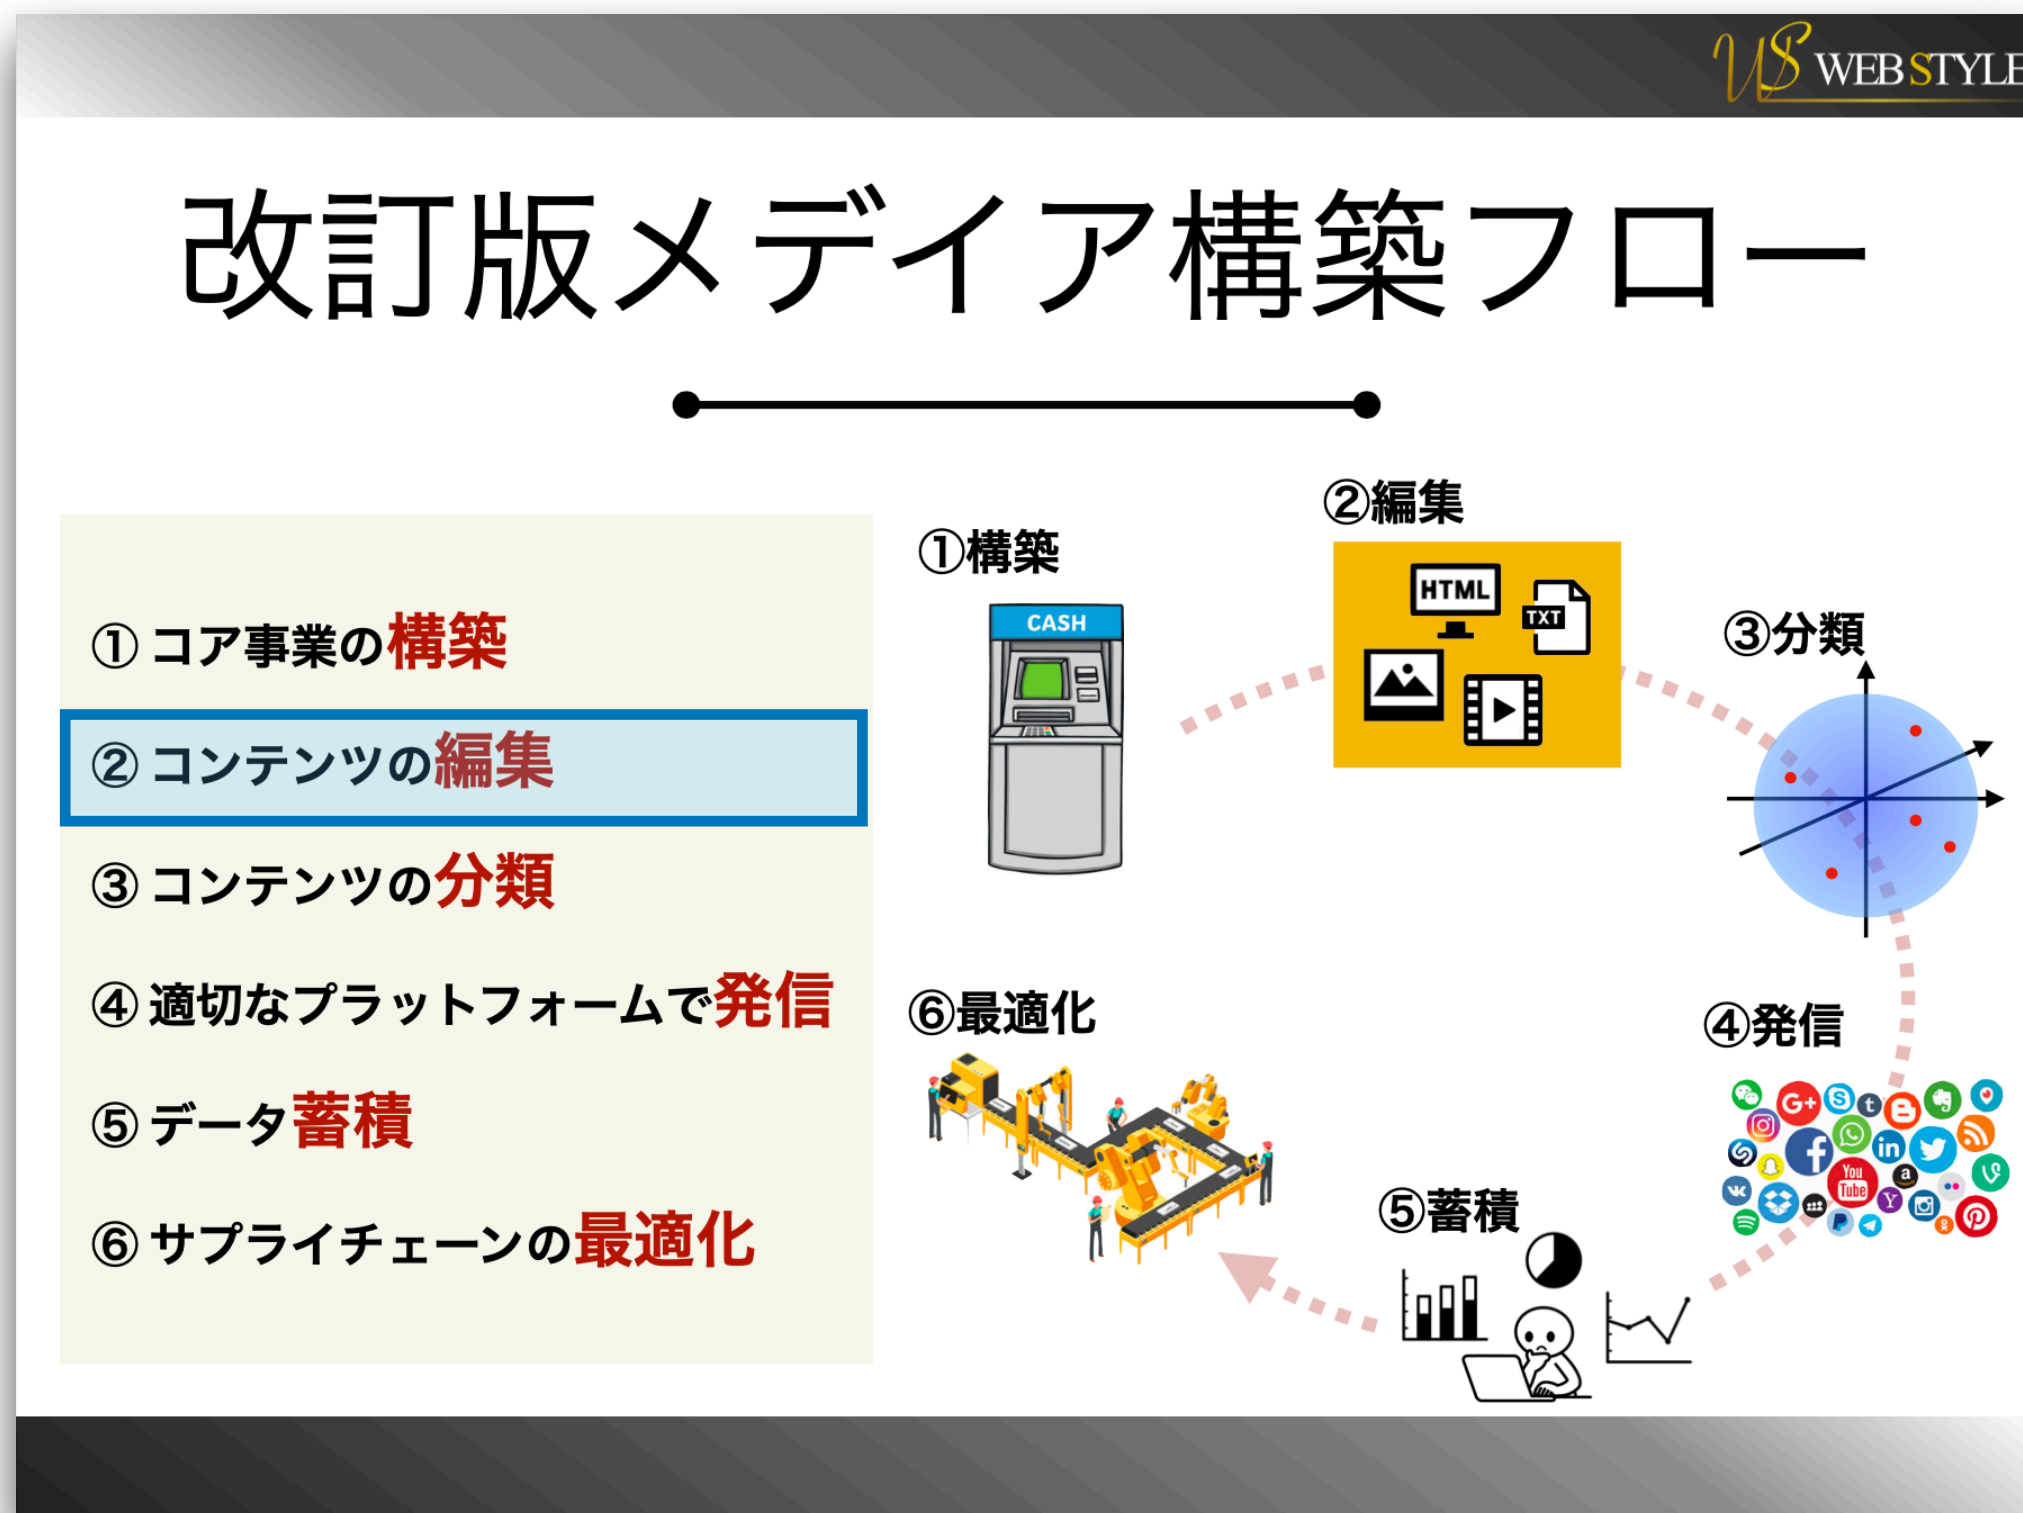 WEB STYLE
改訂版メデイア構築フロー
① コア事業の構築
② コンテンツの編集
③ コンテンツの分類
④ 適切なプラットフォームで発信
⑤ データ蓄積
⑥ サプライチェーンの最適化
①構築
CASH
②編集
HTML
TXT
③分類
④発信
G+
You
Tube
in
⑤蓄積
⑥最適化